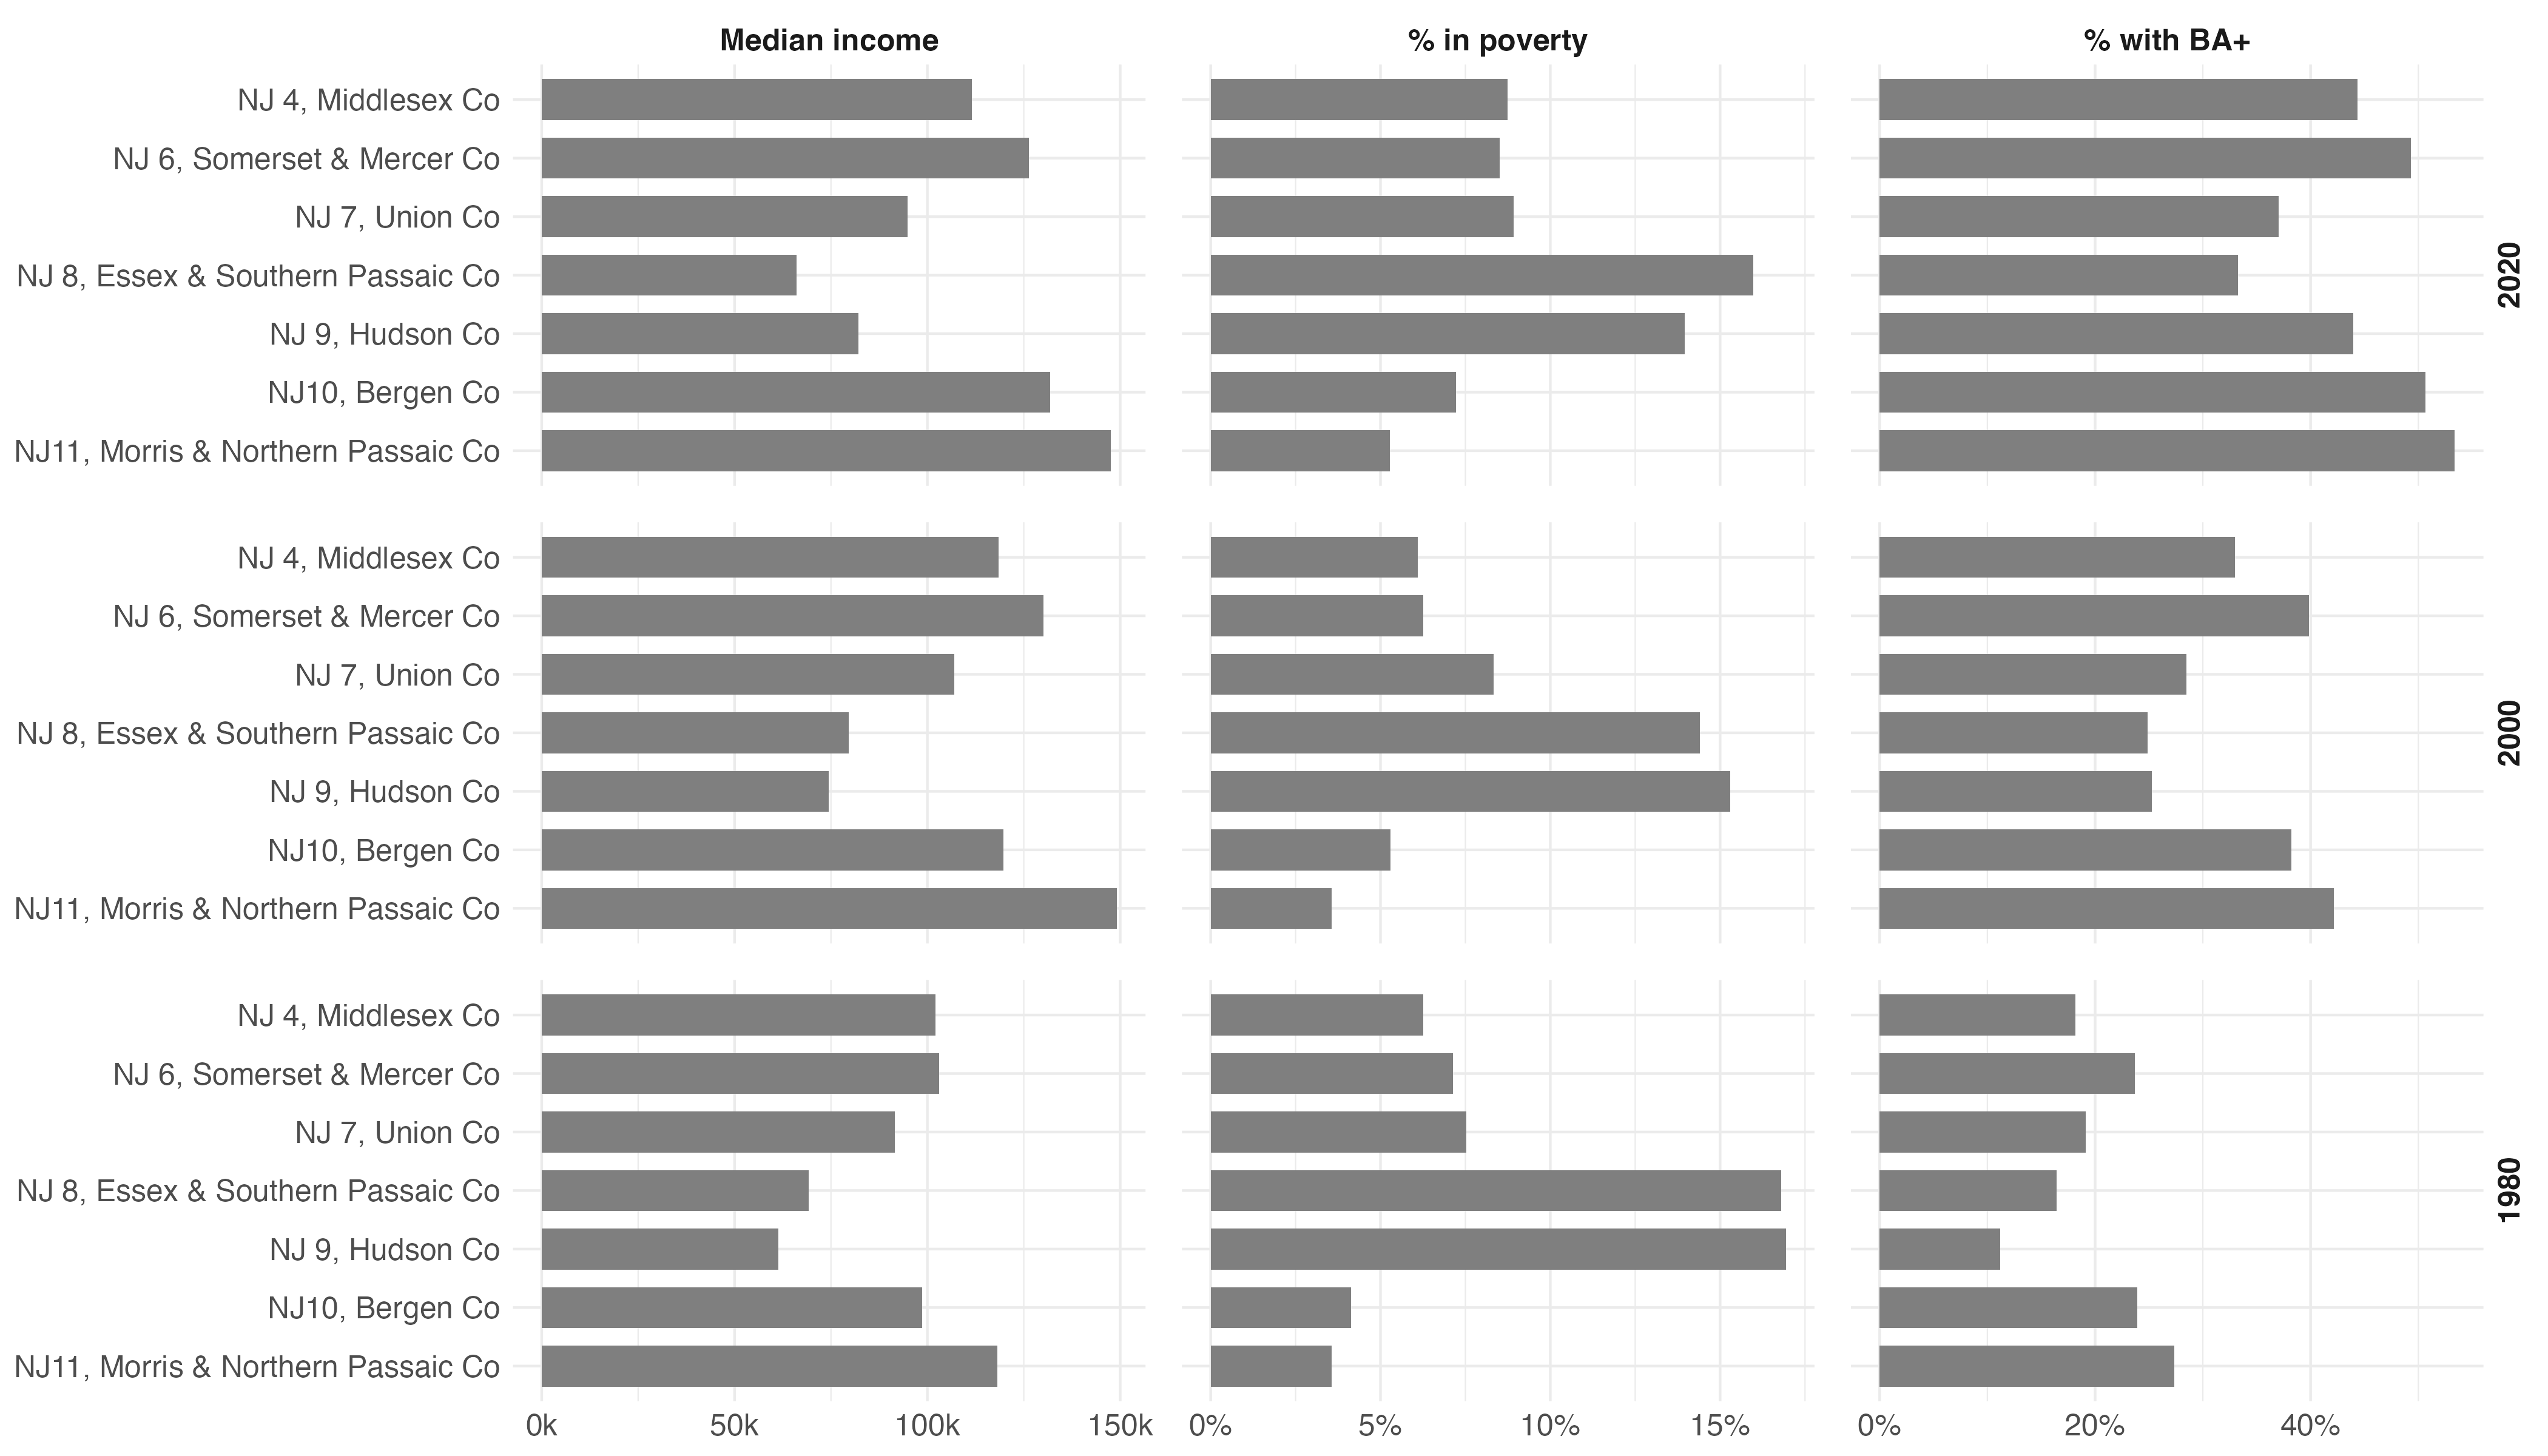 Median income
% in poverty
% with BA+
NJ 4, Middlesex Co
NJ 6, Somerset & Mercer Co
NJ 7, Union Co
NJ 8, Essex & Southern Passaic Co
NJ 9, Hudson Co
NJ10, Bergen Co
NJ11, Morris & Northern Passaic Co
2020
NJ 4, Middlesex Co
NJ 6, Somerset & Mercer Co
NJ 7, Union Co
NJ 8, Essex & Southern Passaic Co
NJ 9, Hudson Co
NJ10, Bergen Co
NJ11, Morris & Northern Passaic Co
2000
NJ 4, Middlesex Co
NJ 6, Somerset & Mercer Co
NJ 7, Union Co
NJ 8, Essex & Southern Passaic Co
NJ 9, Hudson Co
NJ10, Bergen Co
NJ11, Morris & Northern Passaic Co
1980
0k 50k 100k 150k
0% 5% 10% 15%
0% 20% 40%